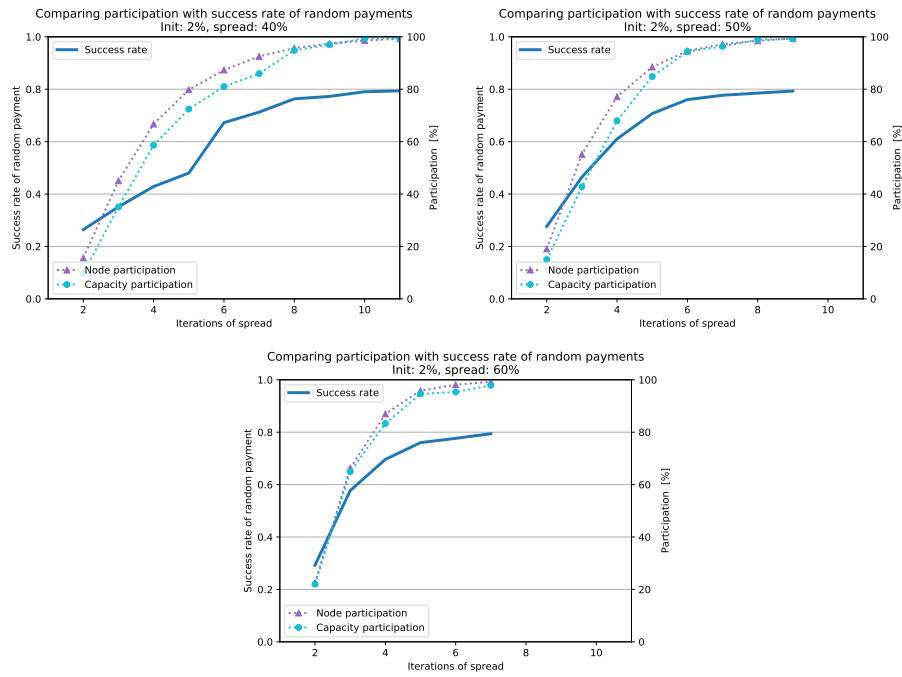 Comparing participation with success rate of random payments
Init: 2%, spread: 40%
1.0
0.8
0.6
0.4
0.2
0.0
Success rate of random payment
Success rate
Node participation
Capacity participation
100
80
60
40
20
0
Participation [%]
2 4 6 8 10
Iterations of spread
Comparing participation with success rate of random payments
Init: 2%, spread: 50%
1.0
0.8
0.6
0.4
0.2
0.0
Success rate of random payment
Success rate
Node participation
Capacity participation
100
80
60
40
20
0
Participation [%]
2 4 6 8 10
Iterations of spread
Comparing participation with success rate of random payments
Init: 2%, spread: 60%
1.0
0.8
0.6
0.4
0.2
0.0
Success rate of random payment
Success rate
Node participation
Capacity participation
100
80
60
40
20
0
Participation [%]
2 4 6 8 10
Iterations of spread